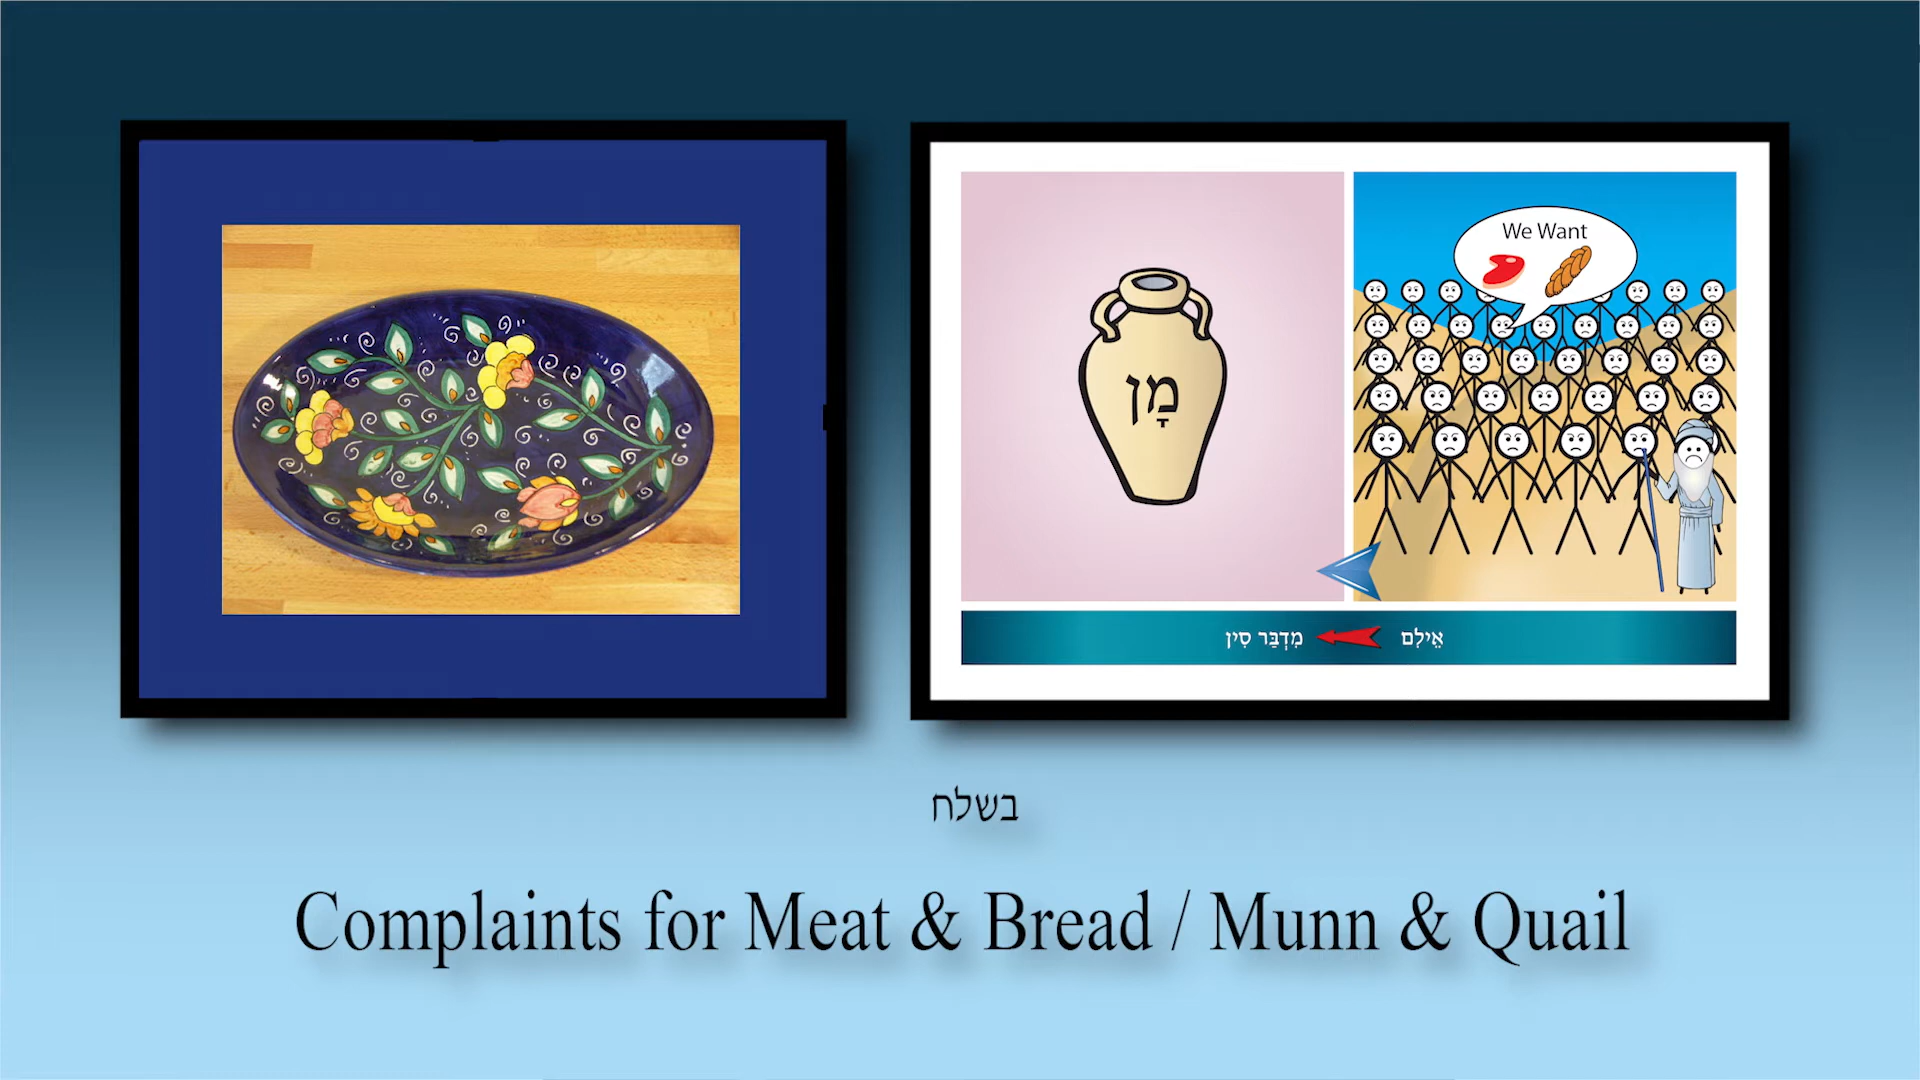 We Want
מָן
אֵילִם
מִדְבַּר סִין
בשלח
Complaints for Meat & Bread / Munn & Quail